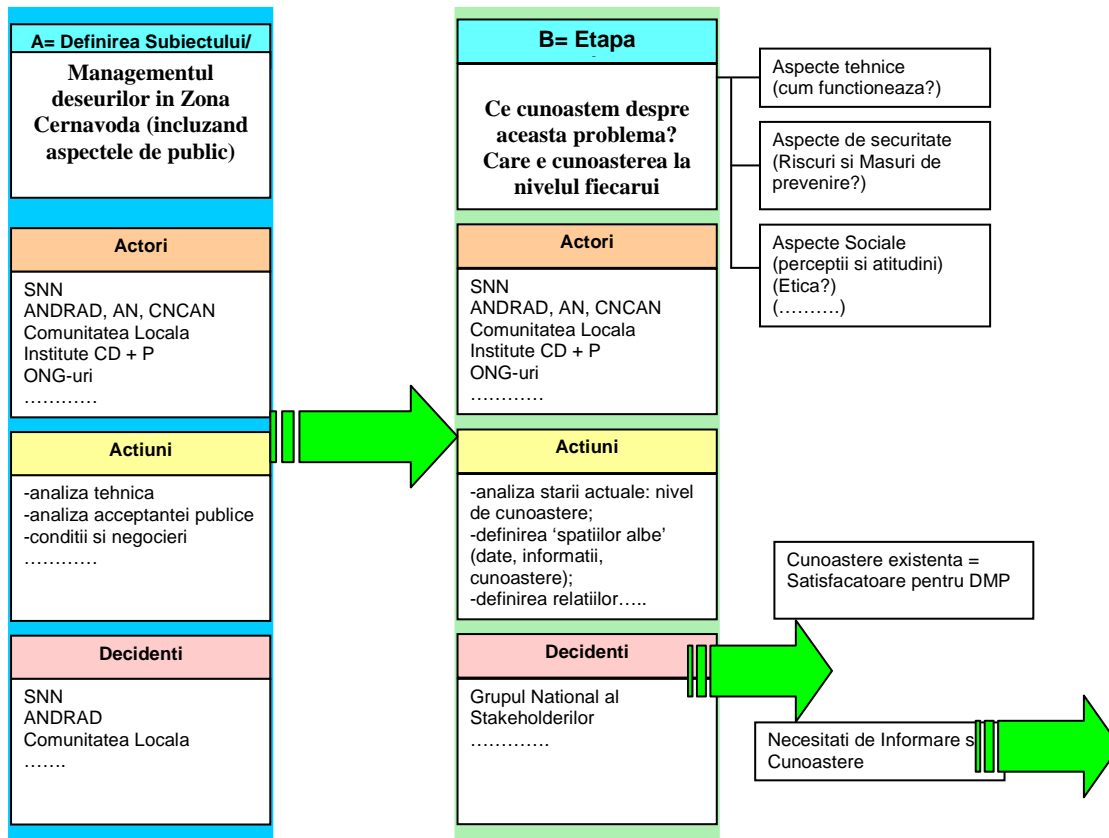 A= Definirea Subiectului/
Managementul
deseurilor in Zona
Cernavoda (incluzand
aspectele de public)
Actori
SNN
ANDRAD, AN, CNCAN
Comunitatea Locala
Institute CD + P
ONG-uri
…………
Actiuni
-analiza tehnica
-analiza acceptantei publice
-conditii si negocieri
…………
Decidenti
SNN
ANDRAD
Comunitatea Locala
…….
B= Etapa
Ce cunoastem despre
aceasta problema?
Care e cunoasterea la
nivelul fiecarui
Actori
SNN
ANDRAD, AN, CNCAN
Comunitatea Locala
Institute CD + P
ONG-uri
…………
Actiuni
-analiza starii actuale: nivel
de cunoastere;
-definirea ‘spatiilor albe’
(date, informatii,
cunoastere);
-definirea relatiilor…..
Decidenti
Grupul National al
Stakeholderilor
………….
Aspecte tehnice
(cum functioneaza?)
Aspecte de securitate
(Riscuri si Masuri de
prevenire?)
Aspecte Sociale
(perceptii si atitudini)
(Etica?)
(……….)
Cunoastere existenta =
Satisfacatoare pentru DMP
Necesitati de Informare s
Cunoastere